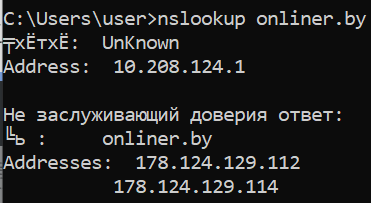 C:\Users\user>nslookup onliner.by
╤хЁтхЁ:  UnKnown
Address:  10.208.124.1

Не заслуживающий доверия ответ:
╚ь :     onliner.by
Addresses:  178.124.129.112
          178.124.129.114